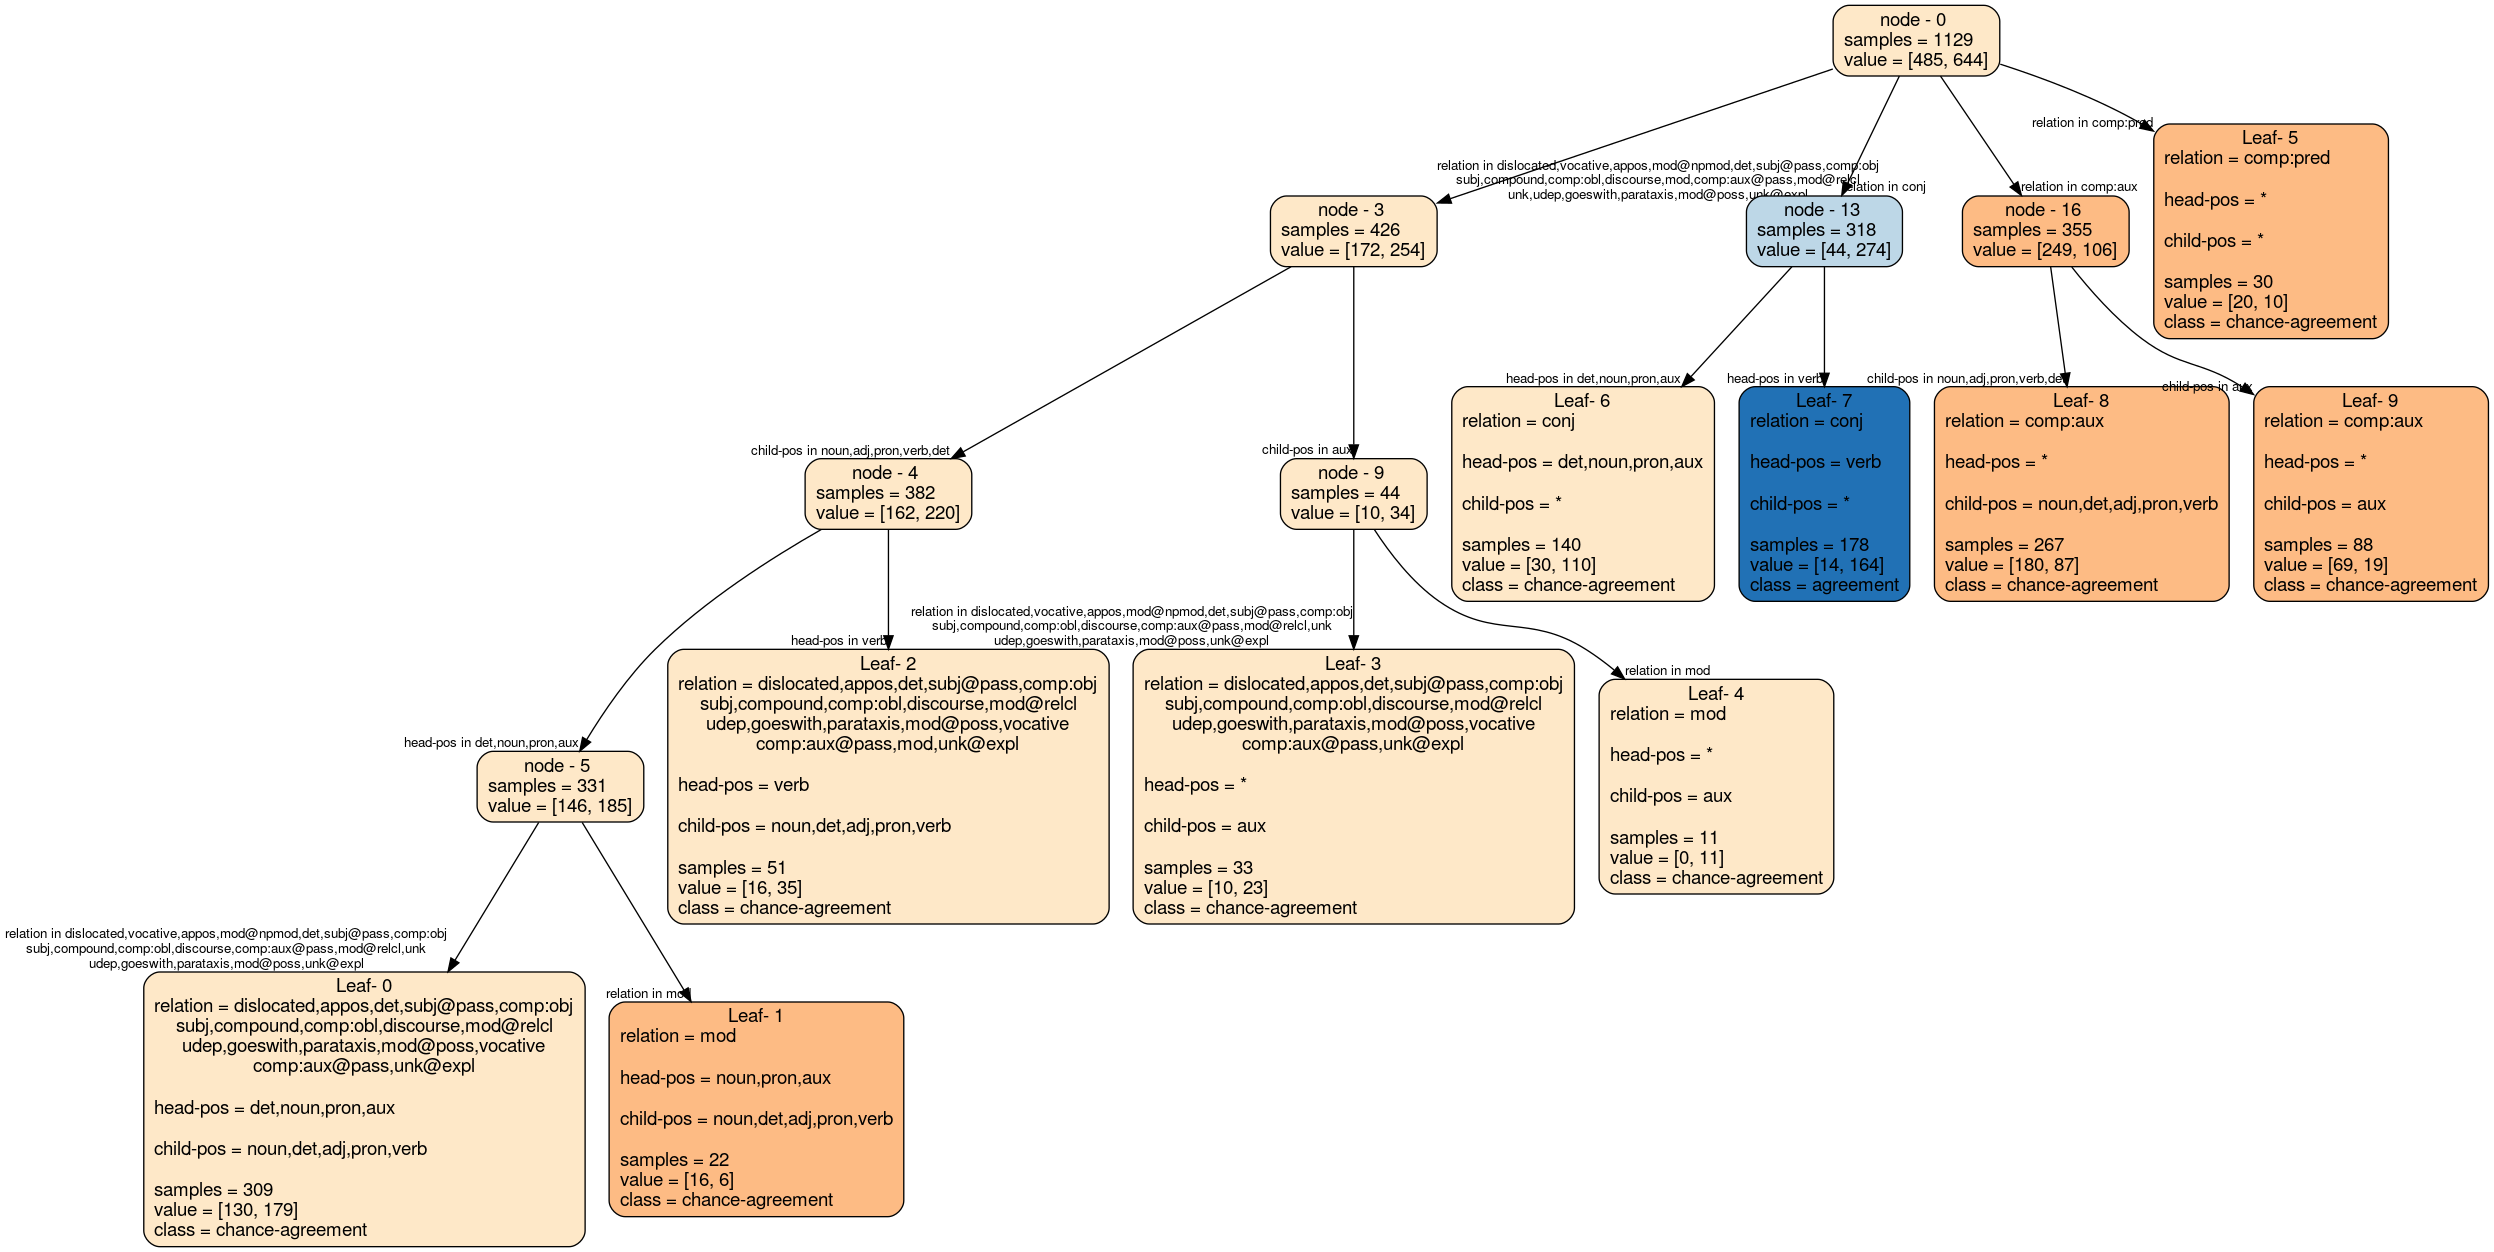 node - 0
samples = 1129
value = [485, 644]
relation in comp:pred
Leaf- 5
relation = comp:pred
head-pos = *
child-pos = *
samples = 30
value = [20, 10]
class = chance-agreement
relation in dislocated,vocative,appos,mod@npmod,det,subj@pass,comp:obj
subj,compound,comp:obl,discourse,mod,comp:aux@pass,mod@relcl
unk,udep,goeswith,parataxis,mod@poss,unk@expl
node - 3
samples = 426
value = [172, 254]
relation in conj
node - 13
samples = 318
value = [44, 274]
relation in comp:aux
node - 16
samples = 355
value = [249, 106]
child-pos in noun,adj,pron,verb,det
node - 4
samples = 382
value = [162, 220]
child-pos in aux
node - 9
samples = 44
value = [10, 34]
head-pos in det,noun,pron,aux
Leaf- 6
relation = conj
head-pos = det,noun,pron,aux
child-pos = *
samples = 140
value = [30, 110]
class = chance-agreement
head-pos in verb
Leaf- 7
relation = conj
head-pos = verb
child-pos = *
samples = 178
value = [14, 164]
class = agreement
child-pos in noun,adj,pron,verb,det
Leaf- 8
relation = comp:aux
head-pos = *
child-pos = noun,det,adj,pron,verb
samples = 267
value = [180, 87]
class = chance-agreement
child-pos in aux
Leaf- 9
relation = comp:aux
head-pos = *
child-pos = aux
samples = 88
value = [69, 19]
class = chance-agreement
head-pos in det,noun,pron,aux
node - 5
samples = 331
value = [146, 185]
head-pos in verb
Leaf- 2
relation = dislocated,appos,det,subj@pass,comp:obj
subj,compound,comp:obl,discourse,mod@relcl
udep,goeswith,parataxis,mod@poss,vocative
comp:aux@pass,mod,unk@expl
head-pos = verb
child-pos = noun,det,adj,pron,verb
samples = 51
value = [16, 35]
class = chance-agreement
relation in dislocated,vocative,appos,mod@npmod,det,subj@pass,comp:obj
subj,compound,comp:obl,discourse,comp:aux@pass,mod@relcl,unk
udep,goeswith,parataxis,mod@poss,unk@expl
Leaf- 3
relation = dislocated,appos,det,subj@pass,comp:obj
subj,compound,comp:obl,discourse,mod@relcl
udep,goeswith,parataxis,mod@poss,vocative
comp:aux@pass,unk@expl
head-pos = *
child-pos = aux
samples = 33
value = [10, 23]
class = chance-agreement
relation in mod
Leaf- 4
relation = mod
head-pos = *
child-pos = aux
samples = 11
value = [0, 11]
class = chance-agreement
relation in dislocated,vocative,appos,mod@npmod,det,subj@pass,comp:obj
subj,compound,comp:obl,discourse,comp:aux@pass,mod@relcl,unk
udep,goeswith,parataxis,mod@poss,unk@expl
Leaf- 0
relation = dislocated,appos,det,subj@pass,comp:obj
subj,compound,comp:obl,discourse,mod@relcl
udep,goeswith,parataxis,mod@poss,vocative
comp:aux@pass,unk@expl
head-pos = det,noun,pron,aux
child-pos = noun,det,adj,pron,verb
samples = 309
value = [130, 179]
class = chance-agreement
relation in mod
Leaf- 1
relation = mod
head-pos = noun,pron,aux
child-pos = noun,det,adj,pron,verb
samples = 22
value = [16, 6]
class = chance-agreement